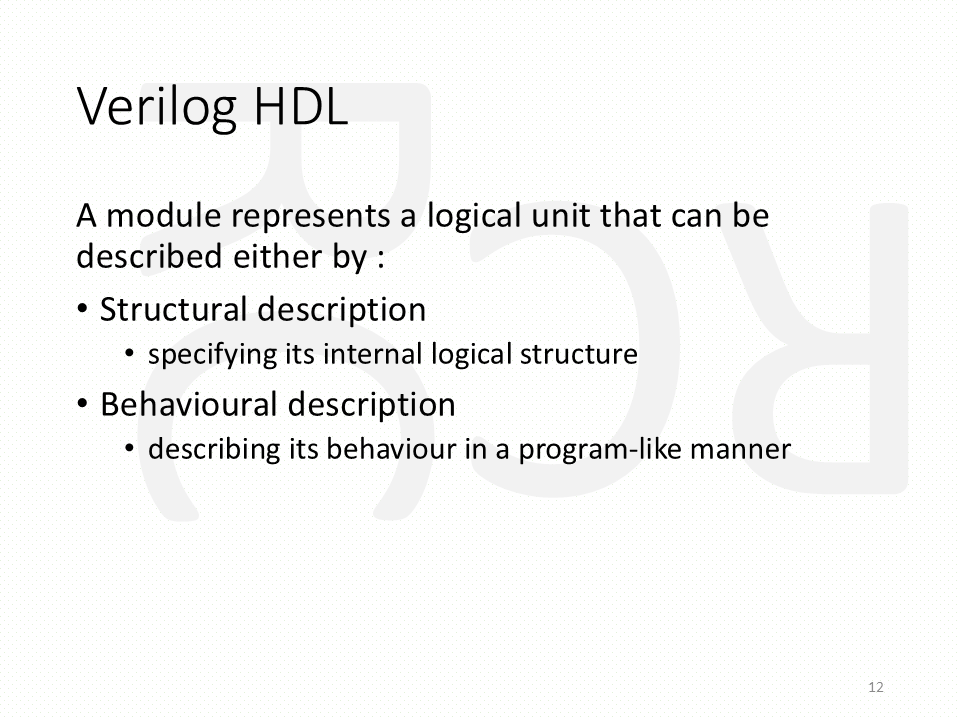 Verilog HDL
A module represents a logical unit that can be
described either by :
• Structural description
• specifying its internal logical structure
• Behavioural description
• describing its behaviour in a program-like manner
12